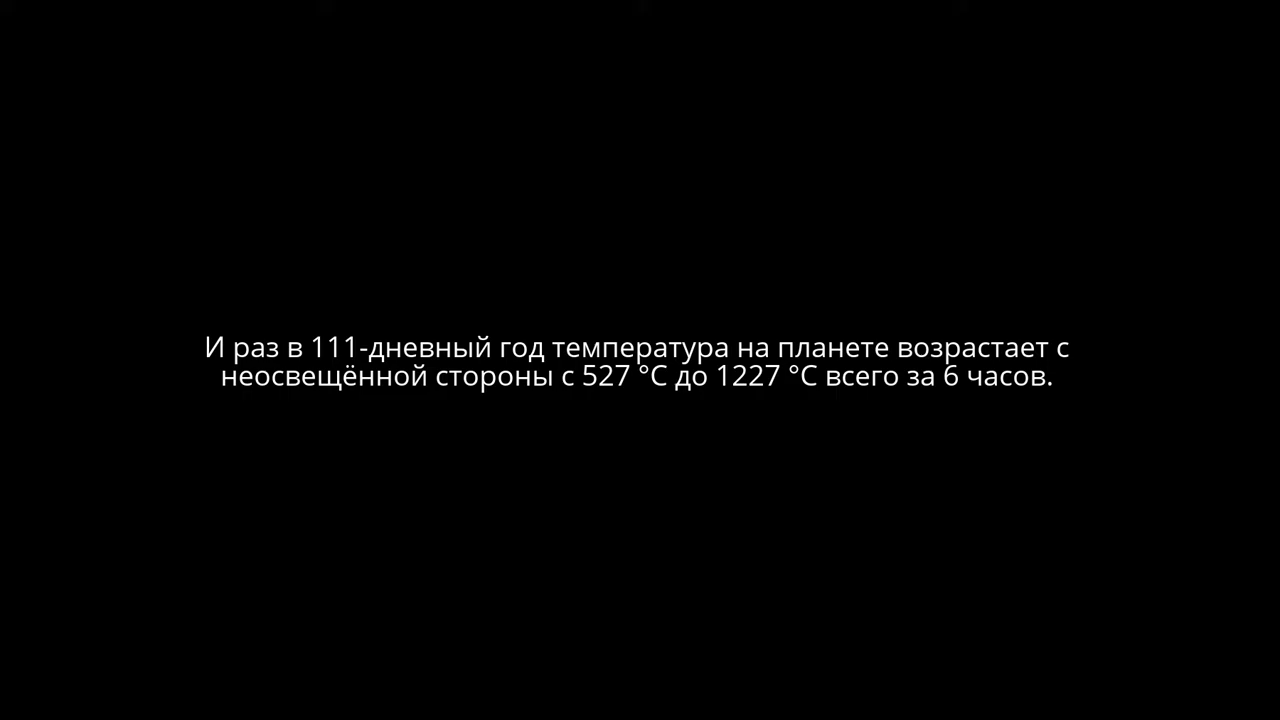 И раз в 111-дневный год температура на планете возрастает с
неосвещённой стороны с 527 °C до 1227 °C всего за 6 часов.